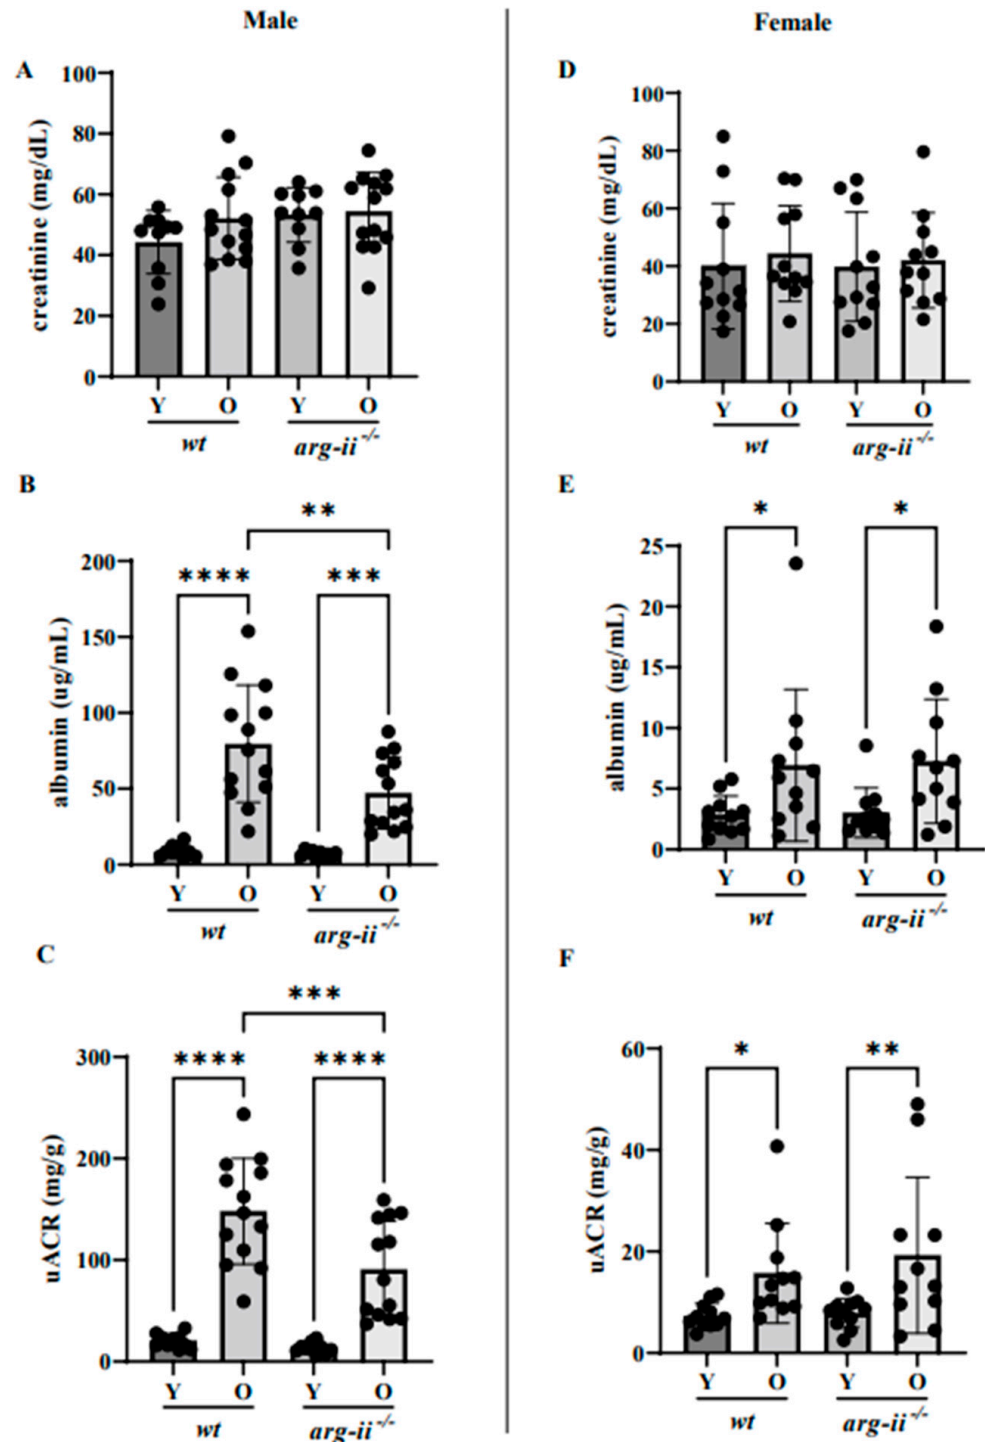 Male
Female
A
creatinine (mg/dL)
100
80
60
40
20
0
Y O Y O
wt arg-ii -/-
D
creatinine (mg/dL)
100
80
60
40
20
0
Y O Y O
wt arg-ii -/-
B
albumin (ug/mL)
**
**** ***
200
150
100
50
0
Y O Y O
wt arg-ii -/-
E
albumin (ug/mL)
* *
25
20
15
10
5
0
Y O Y O
wt arg-ii -/-
C
uACR (mg/g)
***
**** ****
300
200
100
0
Y O Y O
wt arg-ii -/-
F
uACR (mg/g)
* **
60
40
20
0
Y O Y O
wt arg-ii -/-